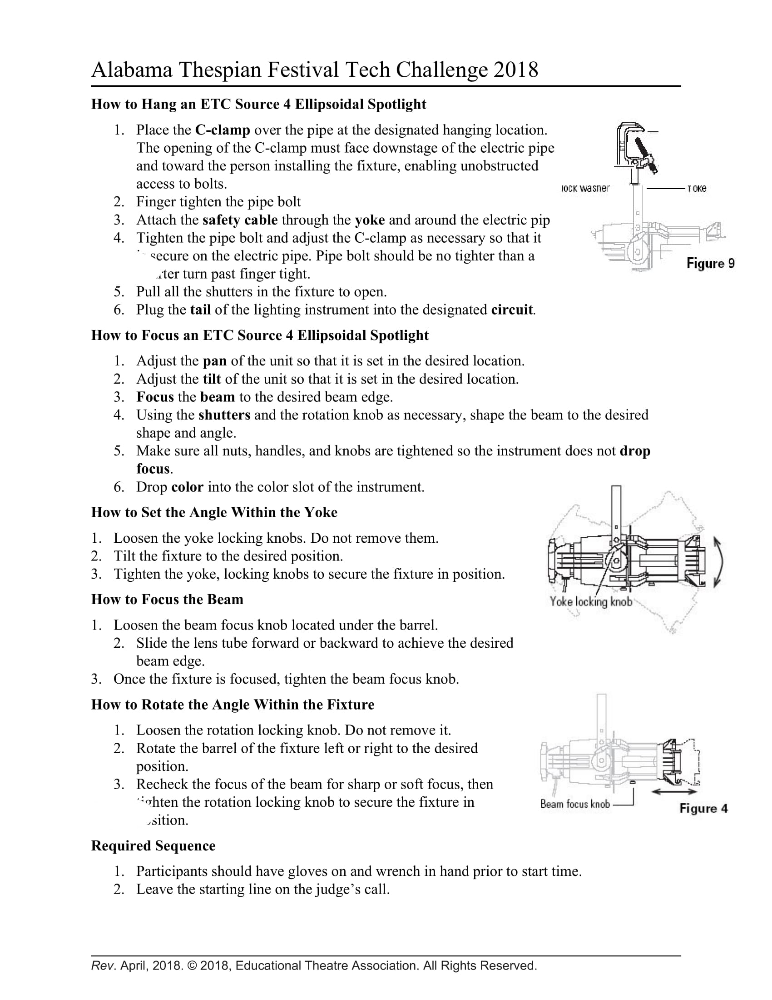 Alabama Thespian Festival Tech Challenge 2018
How to Hang an ETC Source 4 Ellipsoidal Spotlight
1. Place the C-clamp over the pipe at the designated hanging location.
The opening of the C-clamp must face downstage of the electric pipe
and toward the person installing the fixture, enabling unobstructed
access to bolts.
2. Finger tighten the pipe bolt
3. Attach the safety cable through the yoke and around the electric pip
4. Tighten the pipe bolt and adjust the C-clamp as necessary so that it
secure on the electric pipe. Pipe bolt should be no tighter than a
turn past finger tight.
5. Pull all the shutters in the fixture to open.
6. Plug the tail of the lighting instrument into the designated circuit.
ETC
lock washer
Yoke
Figure 9
How to Focus an ETC Source 4 Ellipsoidal Spotlight
1. Adjust the pan of the unit so that it is set in the desired location.
2. Adjust the tilt of the unit so that it is set in the desired location.
3. Focus the beam to the desired beam edge.
4. Using the shutters and the rotation knob as necessary, shape the beam to the desired
shape and angle.
5. Make sure all nuts, handles, and knobs are tightened so the instrument does not drop
focus.
6. Drop color into the color slot of the instrument.
How to Set the Angle Within the Yoke
1. Loosen the yoke locking knobs. Do not remove them.
2. Tilt the fixture to the desired position.
3. Tighten the yoke, locking knobs to secure the fixture in position.
Yoke locking knob
How to Focus the Beam
1. Loosen the beam focus knob located under the barrel.
2. Slide the lens tube forward or backward to achieve the desired
beam edge.
3. Once the fixture is focused, tighten the beam focus knob.
How to Rotate the Angle Within the Fixture
1. Loosen the rotation locking knob. Do not remove it.
2. Rotate the barrel of the fixture left or right to the desired
position.
3. Recheck the focus of the beam for sharp or soft focus, then
tighten the rotation locking knob to secure the fixture in
sition.
Beam focus knob
Figure 4
Required Sequence
1. Participants should have gloves on and wrench in hand prior to start time.
2. Leave the starting line on the judge's call.
Rev. April, 2018. © 2018, Educational Theatre Association. All Rights Reserved.